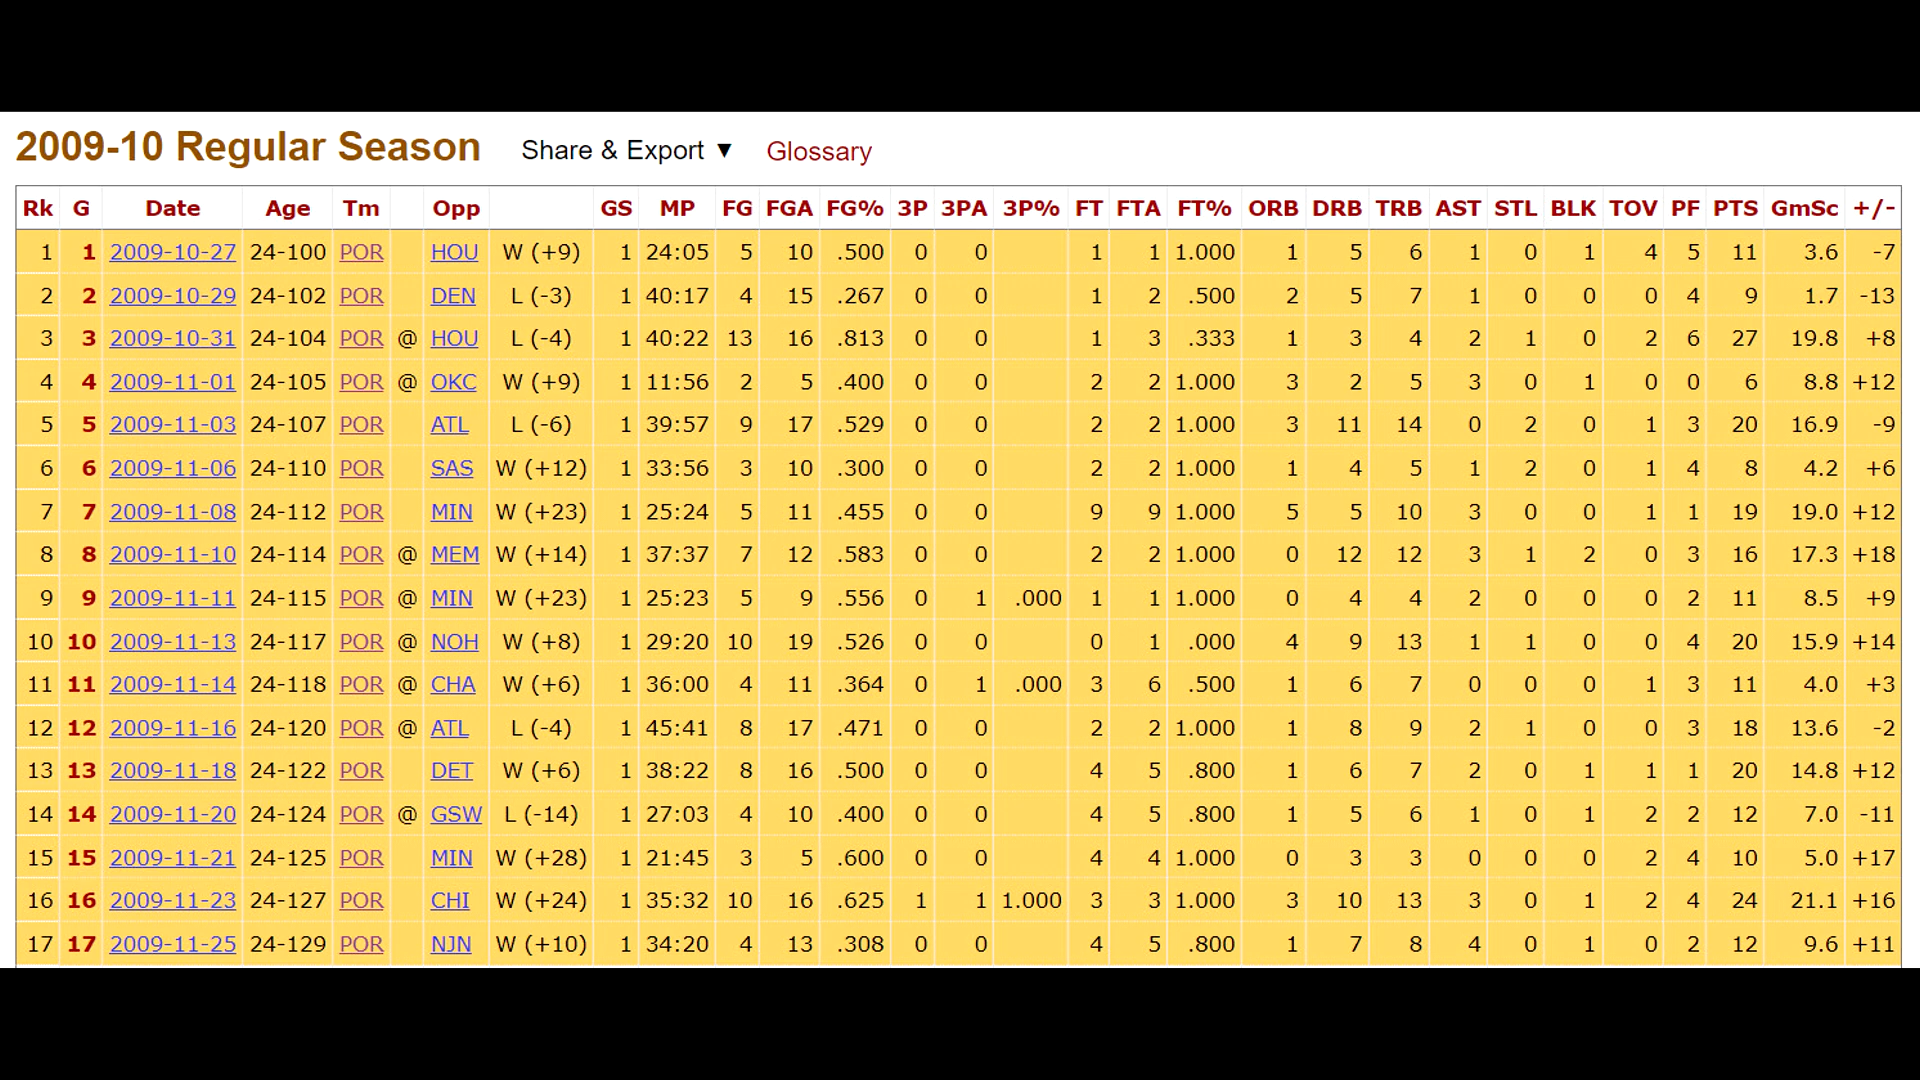 2009-10 Regular Season Share & Export ▼ Glossary
Rk G Date Age Tm Opp GS MP FG FGA FG% 3P 3PA 3P% FT FTA FT% ORB DRB TRB AST STL BLK TOV PF PTS GmSc +/-
1 1 2009-10-27 24-100 POR HOU W (+9) 1 24:05 5 10 .500 0 0 1 1 1.000 1 5 6 1 0 1 4 5 11 3.6 -7
2 2 2009-10-29 24-102 POR DEN L (-3) 1 40:17 4 15 .267 0 0 1 2 .500 2 5 7 1 0 0 0 4 9 1.7 -13
3 3 2009-10-31 24-104 POR @ HOU L (-4) 1 40:22 13 16 .813 0 0 1 3 .333 1 3 4 2 1 0 2 6 27 19.8 +8
4 4 2009-11-01 24-105 POR @ OKC W (+9) 1 11:56 2 5 .400 0 0 2 2 1.000 3 2 5 3 0 1 0 0 6 8.8 +12
5 5 2009-11-03 24-107 POR ATL L (-6) 1 39:57 9 17 .529 0 0 2 2 1.000 3 11 14 0 2 0 1 3 20 16.9 -9
6 6 2009-11-06 24-110 POR SAS W (+12) 1 33:56 3 10 .300 0 0 2 2 1.000 1 4 5 1 2 0 1 4 8 4.2 +6
7 7 2009-11-08 24-112 POR MIN W (+23) 1 25:24 5 11 .455 0 0 9 9 1.000 5 5 10 3 0 0 1 1 19 19.0 +12
8 8 2009-11-10 24-114 POR @ MEM W (+14) 1 37:37 7 12 .583 0 0 2 2 1.000 0 12 12 3 1 2 0 3 16 17.3 +18
9 9 2009-11-11 24-115 POR @ MIN W (+23) 1 25:23 5 9 .556 0 1 .000 1 1 1.000 0 4 4 2 0 0 0 2 11 8.5 +9
10 10 2009-11-13 24-117 POR @ NOH W (+8) 1 29:20 10 19 .526 0 0 0 1 .000 4 9 13 1 1 0 0 4 20 15.9 +14
11 11 2009-11-14 24-118 POR @ CHA W (+6) 1 36:00 4 11 .364 0 1 .000 3 6 .500 1 6 7 0 0 0 1 3 11 4.0 +3
12 12 2009-11-16 24-120 POR @ ATL L (-4) 1 45:41 8 17 .471 0 0 2 2 1.000 1 8 9 2 1 0 0 3 18 13.6 -2
13 13 2009-11-18 24-122 POR DET W (+6) 1 38:22 8 16 .500 0 0 4 5 .800 1 6 7 2 0 1 1 1 20 14.8 +12
14 14 2009-11-20 24-124 POR @ GSW L (-14) 1 27:03 4 10 .400 0 0 4 5 .800 1 5 6 1 0 1 2 2 12 7.0 -11
15 15 2009-11-21 24-125 POR MIN W (+28) 1 21:45 3 5 .600 0 0 4 4 1.000 0 3 3 0 0 0 2 4 10 5.0 +17
16 16 2009-11-23 24-127 POR CHI W (+24) 1 35:32 10 16 .625 1 1 1.000 3 3 1.000 3 10 13 3 0 1 2 4 24 21.1 +16
17 17 2009-11-25 24-129 POR NJN W (+10) 1 34:20 4 13 .308 0 0 4 5 .800 1 7 8 4 0 1 0 2 12 9.6 +11